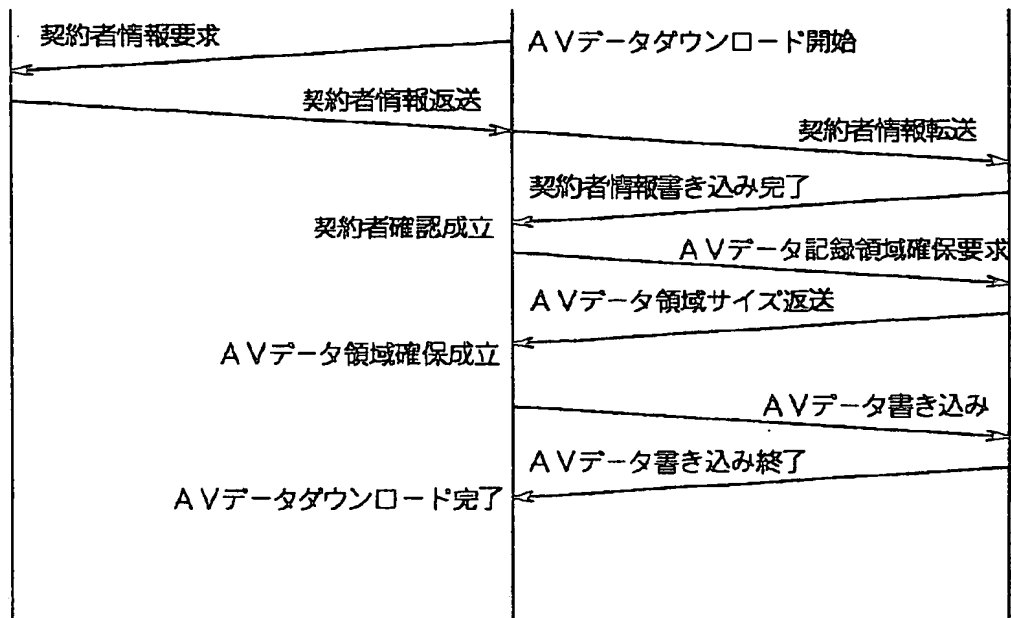 契約者情報要求
AVデータダウンロード開始
契約者情報返送
契約者情報転送
契約者情報書き込み完了
契約者確認成立
AVデータ記録領域確保要求
AVデータ領域サイズ返送
AVデータ領域確保成立
AVデータ書き込み
AVデータ書き込み終了
AVデータダウンロード完了